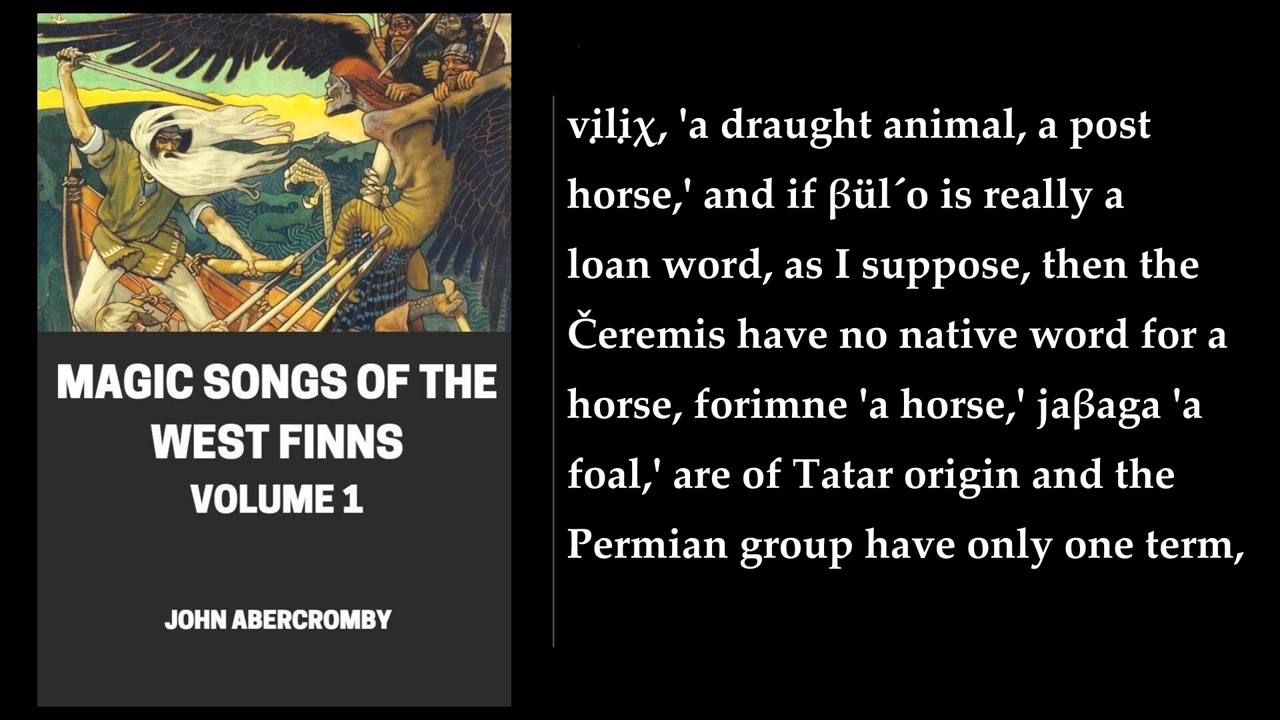 MAGIC SONGS OF THE
WEST FINNS
VOLUME 1
JOHN ABERCROMBY
vi̭li̭χ, 'a draught animal, a post
horse,' and if βül´o is really a
loan word, as I suppose, then the
Čeremis have no native word for a
horse, forimne 'a horse,' jaβaga 'a
foal,' are of Tatar origin and the
Permian group have only one term,